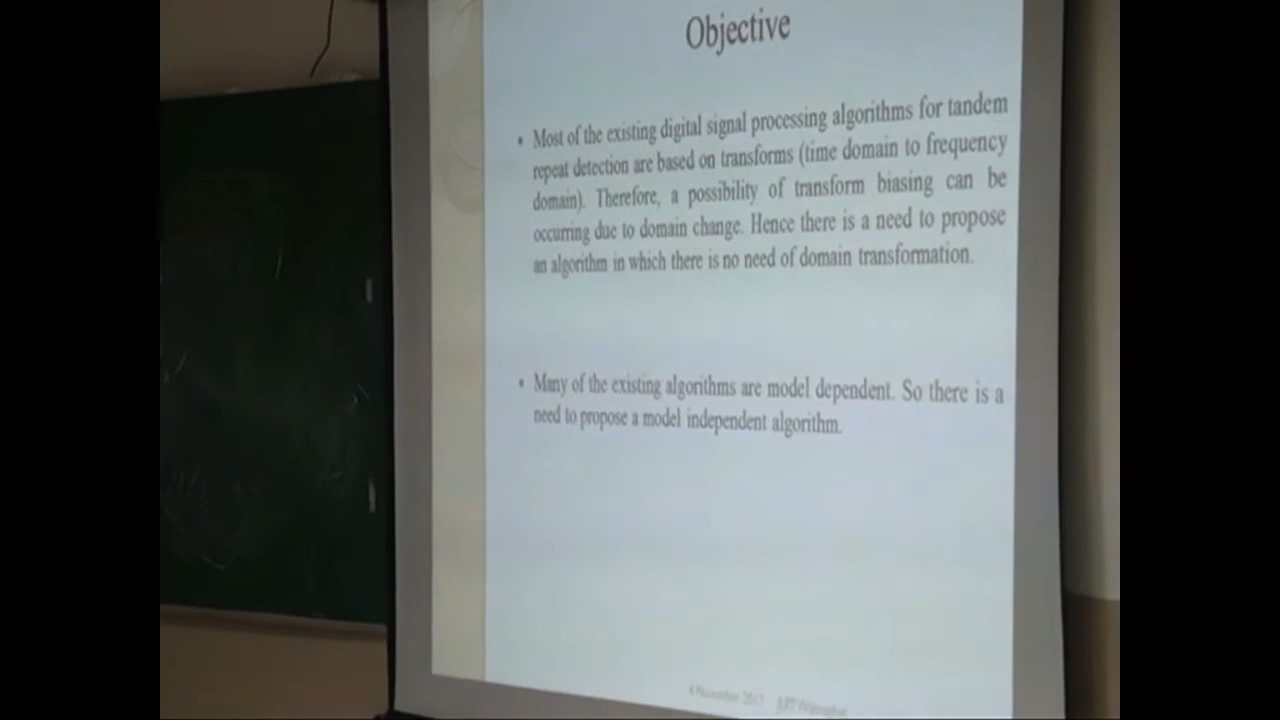 Objective
• Most of the existing digital signal processing algorithms for tandem
repeat detection are based on transforms (time domain to frequency
domain). Therefore, a possibility of transform biasing can be
occurring due to domain change. Hence there is a need to propose
an algorithm in which there is no need of domain transformation.
• Many of the existing algorithms are model dependent. So there is a
need to propose a model independent algorithm.
4 November